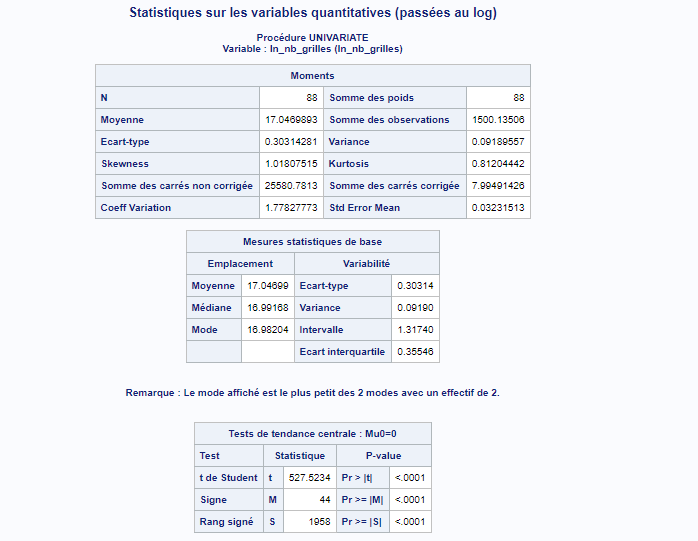 Statistiques sur les variables quantitatives (passées au log)
Procédure UNIVARIATE
Variable : ln_nb_grilles (ln_nb_grilles)
Moments
N 88 Somme des poids 88
Moyenne 17.0469893 Somme des observations 1500.13506
Ecart-type 0.30314281 Variance 0.09189557
Skewness 1.01807515 Kurtosis 0.81204442
Somme des carrés non corrigée 25580.7813 Somme des carrés corrigée 7.99491426
Coeff Variation 1.77827773 Std Error Mean 0.03231513
Mesures statistiques de base
Emplacement Variabilité
Moyenne 17.04699 Ecart-type 0.30314
Médiane 16.99168 Variance 0.09190
Mode 16.98204 Intervalle 1.31740
Ecart interquartile 0.35546
Remarque : Le mode affiché est le plus petit des 2 modes avec un effectif de 2.
Tests de tendance centrale : Mu0=0
Test Statistique P-value
t de Student t 527.5234 Pr > |t| <.0001
Signe M 44 Pr >= |M| <.0001
Rang signé S 1958 Pr >= |S| <.0001